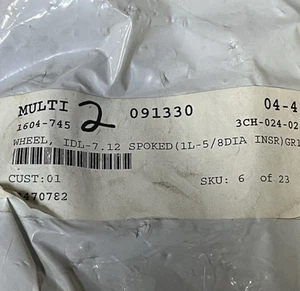 MULTI 2 091330 04-4
1604-745 3CH-024-02
WHEEL, IDL-7.12 SPOKED(1L-5/8DIA INSR)GRI
CUST:01 SKU: 6 of 23
470782